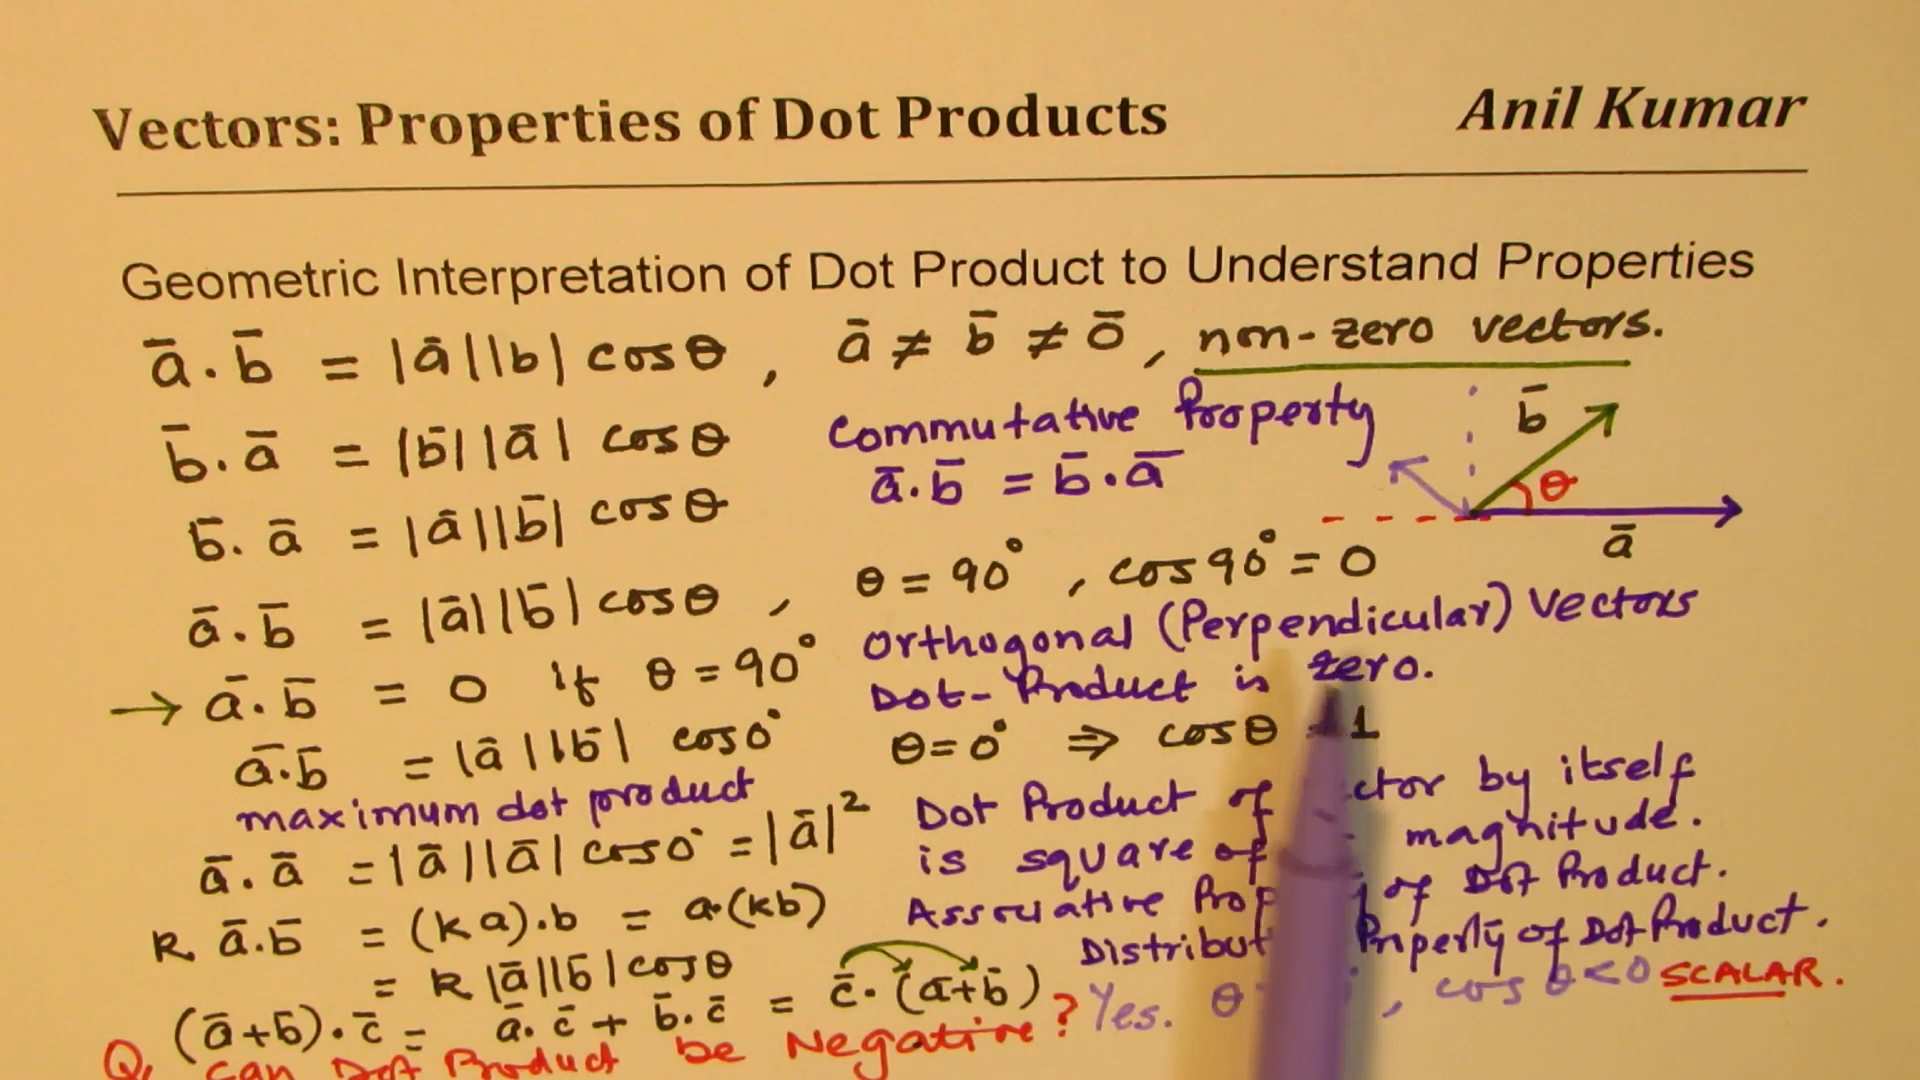 Vectors: Properties of Dot Products Anil Kumar
Geometric Interpretation of Dot Product to Understand Properties
ā·b̄ = |ā||b| cosθ , ā ≠ b̄ ≠ ō , non-zero vectors.
b̄·ā = |b̄||ā| cosθ Commutative Property
ā·b̄ = b̄·ā
b̄
θ
ā
b̄·ā = |ā||b̄| cosθ
ā·b̄ = |ā||b̄| cosθ , θ = 90° , cos90° = 0
→ ā·b̄ = 0 if θ = 90° Orthogonal (Perpendicular) Vectors
Dot-Product is zero.
ā·b̄ = |ā||b̄| cos0° θ=0° ⇒ cosθ = 1
maximum dot product
ā·ā = |ā||ā| cos0° = |ā|² Dot Product of by itself
is square of magnitude.
k ā·b̄ = (ka)·b = a·(kb) Associative of Dot Product.
= k|ā||b̄|cosθ Property of Dot Product.
(ā+b̄)·c̄ = ā·c̄ + b̄·c̄ = c̄·(ā+b̄)
Q. Can Dot Product be Negative? Yes. θ , cosθ<0 SCALAR.